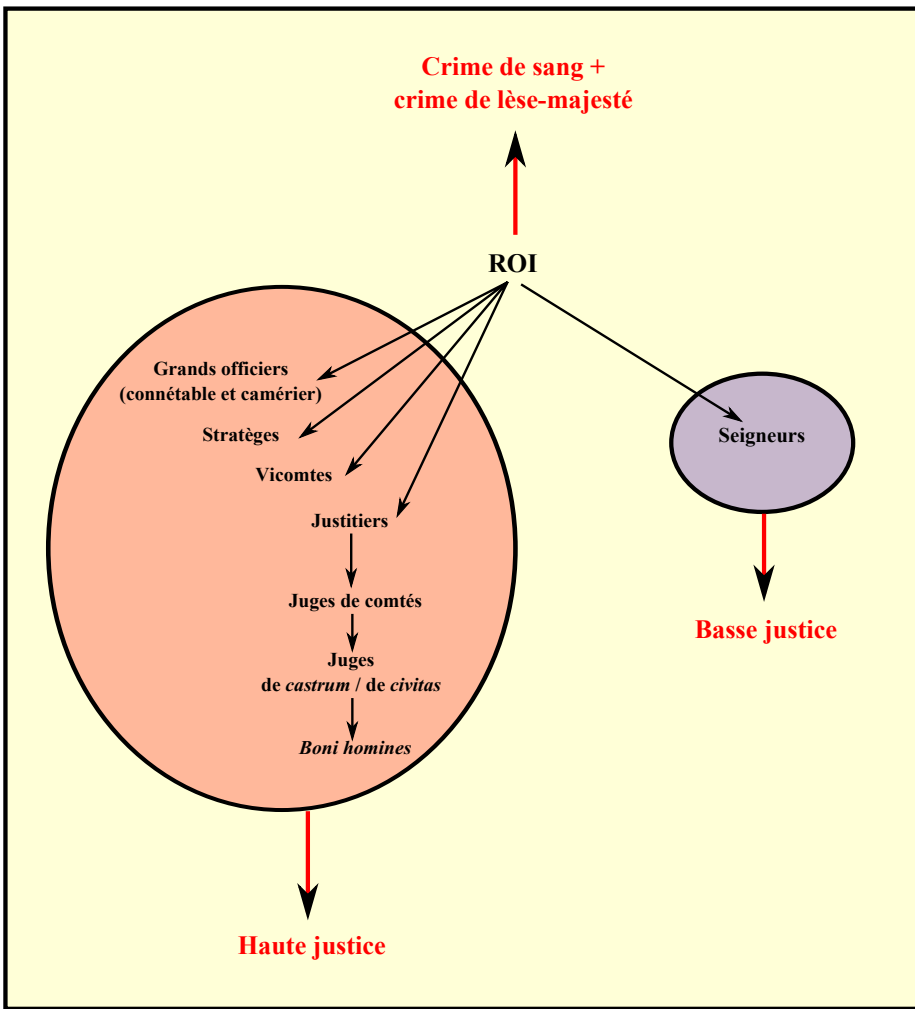 Crime de sang +
crime de lèse-majesté
ROI
Grands officiers
(connétable et camérier)
Stratèges
Vicomtes
Justitiers
Juges de comtés
Juges
de castrum / de civitas
Boni homines
Seigneurs
Basse justice
Haute justice